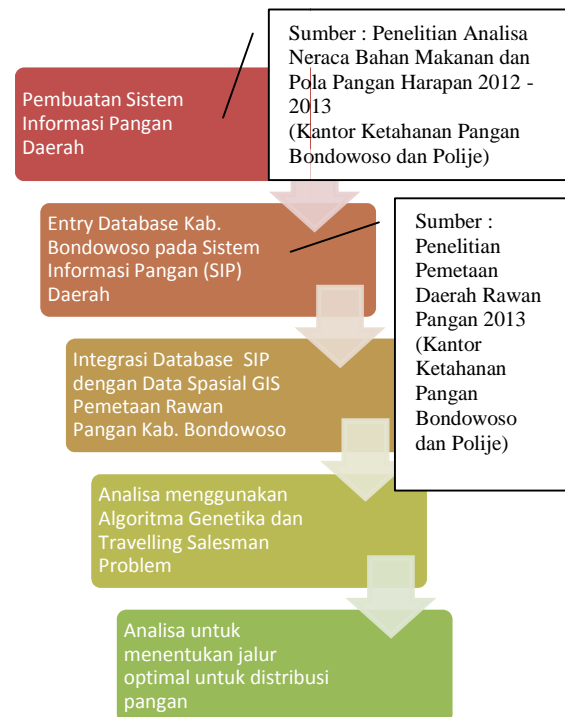 Sumber : Penelitian Analisa
Neraca Bahan Makanan dan
Pola Pangan Harapan 2012 -
2013
(Kantor Ketahanan Pangan
Bondowoso dan Polije)
Pembuatan Sistem
Informasi Pangan
Daerah
Entry Database Kab.
Bondowoso pada Sistem
Informasi Pangan (SIP)
Daerah
Sumber :
Penelitian
Pemetaan
Daerah Rawan
Pangan 2013
(Kantor
Ketahanan
Pangan
Bondowoso
dan Polije)
Integrasi Database SIP
dengan Data Spasial GIS
Pemetaan Rawan
Pangan Kab. Bondowoso
Analisa menggunakan
Algoritma Genetika dan
Travelling Salesman
Problem
Analisa untuk
menentukan jalur
optimal untuk distribusi
pangan